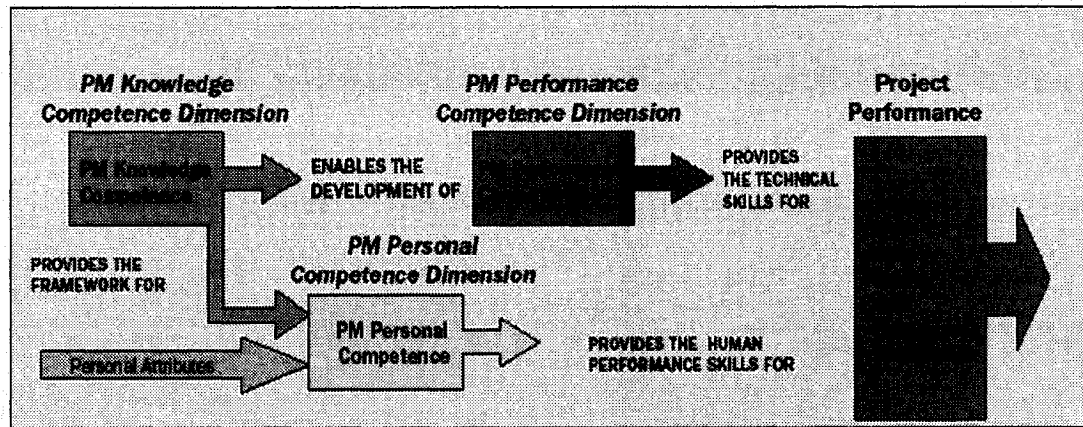 PM Knowledge
Competence Dimension
PM Knowledge
Competence
ENABLES THE
DEVELOPMENT OF
PM Performance
Competence Dimension
PROVIDES
THE TECHNICAL
SKILLS FOR
Project
Performance
PROVIDES THE
FRAMEWORK FOR
PM Personal
Competence Dimension
PM Personal
Competence
Personal Attributes
PROVIDES THE HUMAN
PERFORMANCE SKILLS FOR